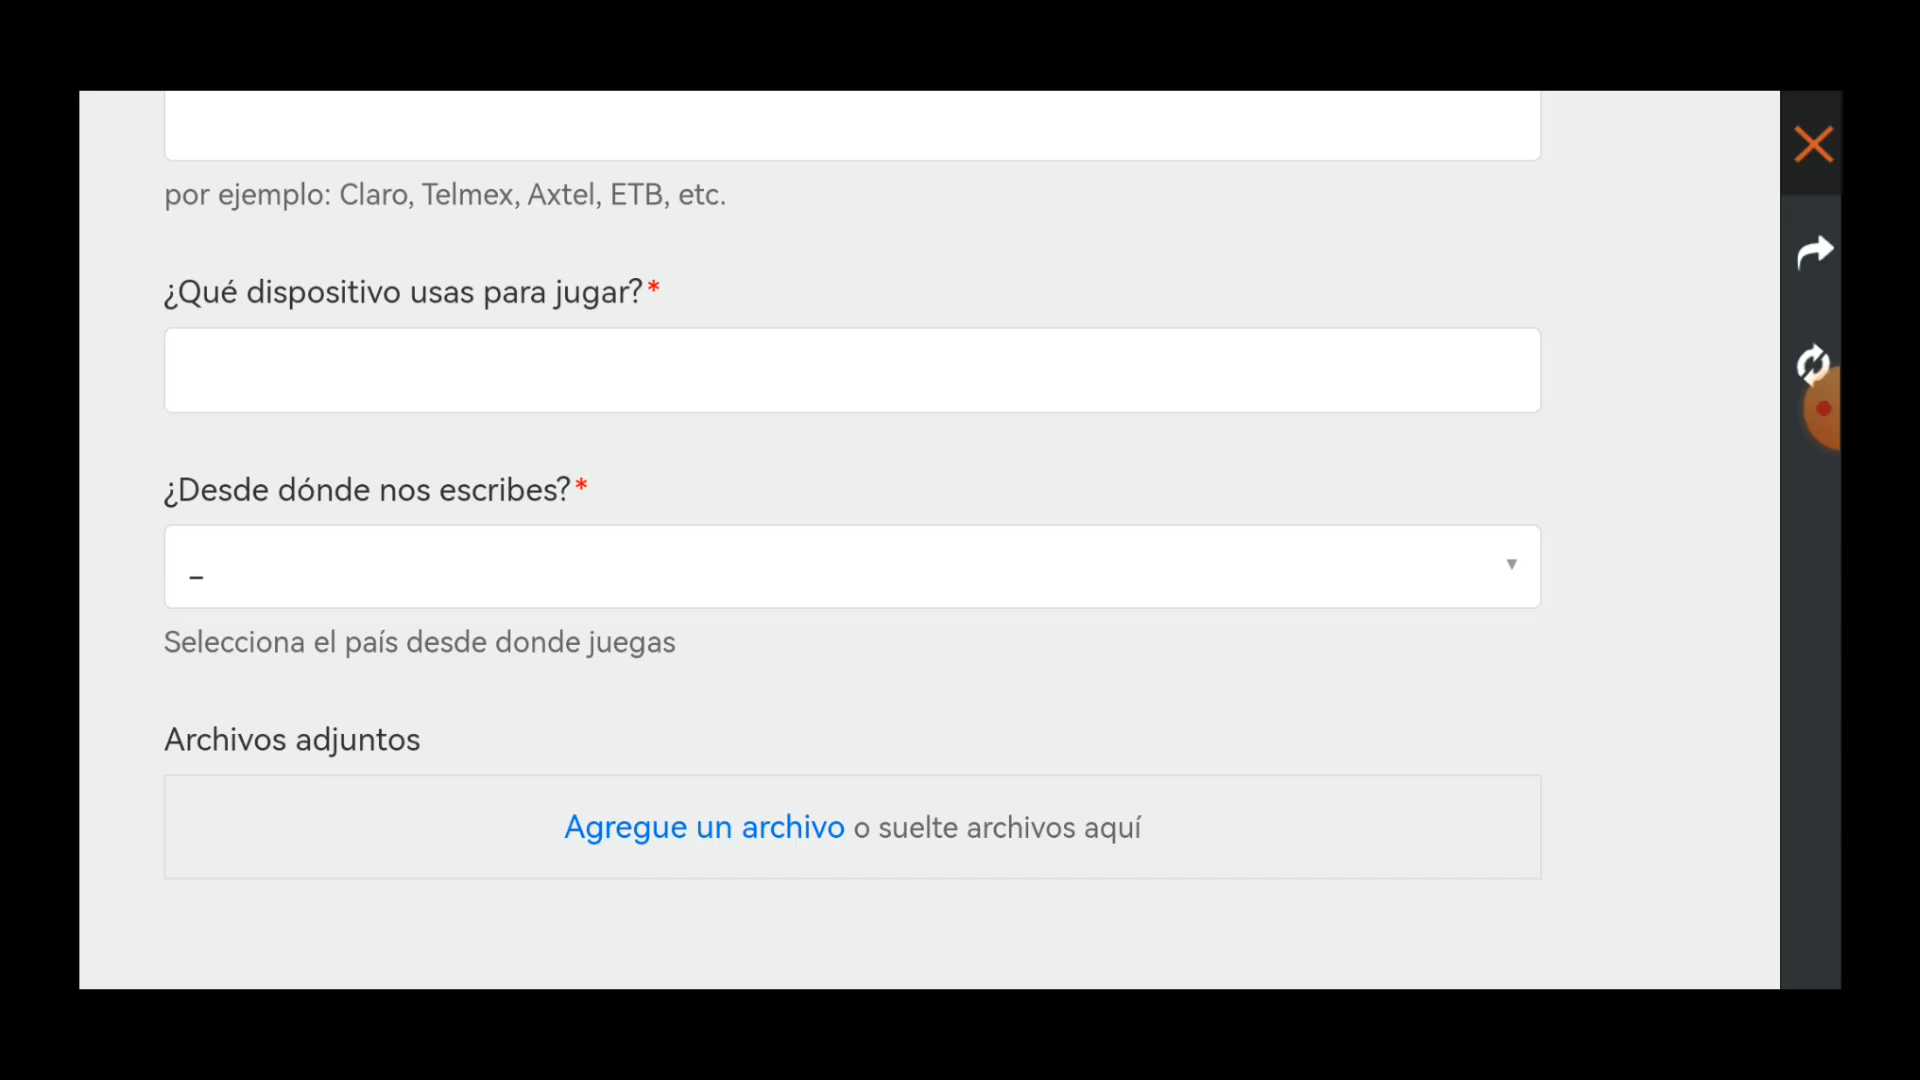 por ejemplo: Claro, Telmex, Axtel, ETB, etc.
¿Qué dispositivo usas para jugar?*
¿Desde dónde nos escribes?*
-
Selecciona el país desde donde juegas
Archivos adjuntos
Agregue un archivo o suelte archivos aquí